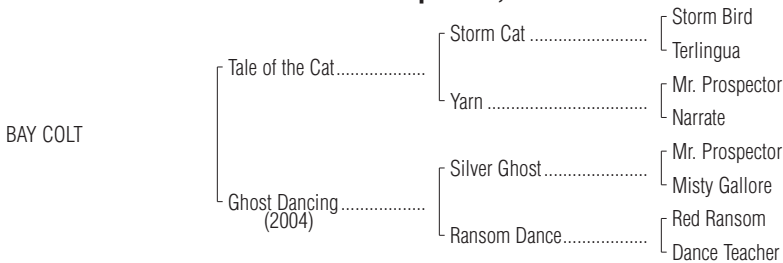 Storm Bird
Storm Cat ..........................
Terlingua
Tale of the Cat...................
Mr. Prospector
Yarn ..................................
Narrate
BAY COLT
Mr. Prospector
Silver Ghost......................
Misty Gallore
Ghost Dancing ..................
(2004)
Red Ransom
Ransom Dance..................
Dance Teacher